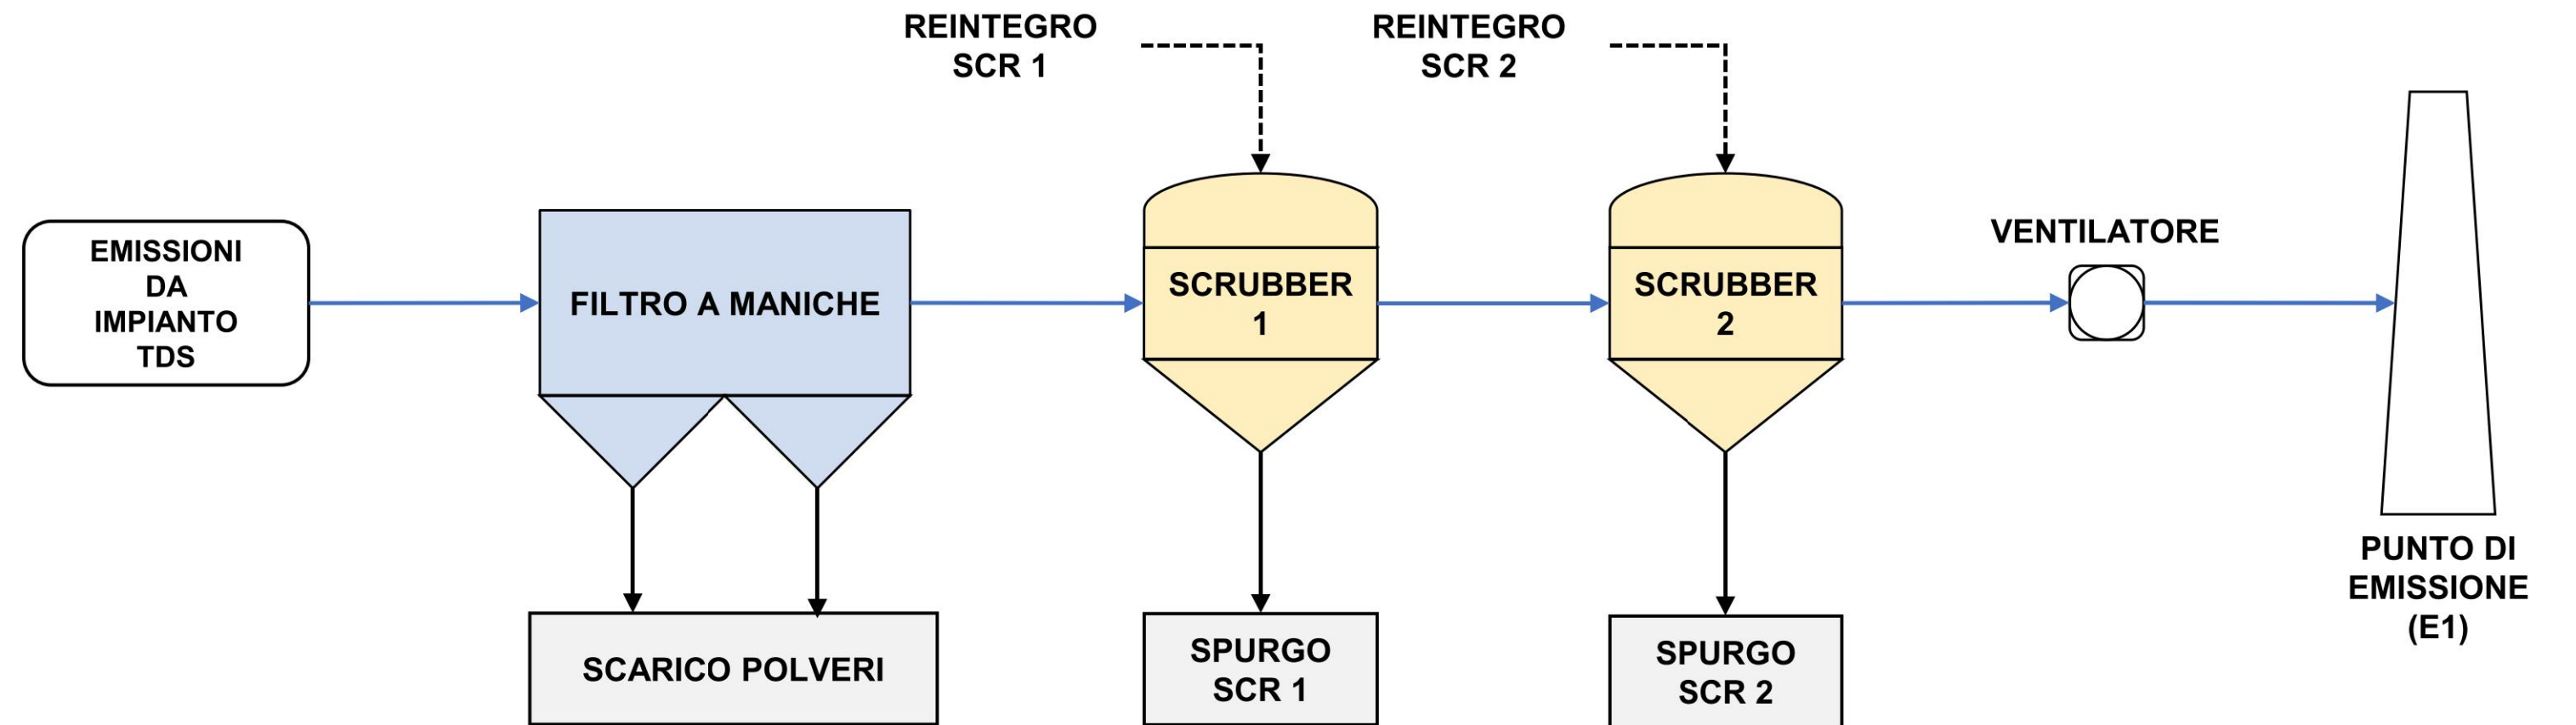 REINTEGRO
SCR 1
REINTEGRO
SCR 2
EMISSIONI
DA
IMPIANTO
TDS
FILTRO A MANICHE
SCRUBBER
1
SCRUBBER
2
VENTILATORE
PUNTO DI
EMISSIONE
(E1)
SCARICO POLVERI
SPURGO
SCR 1
SPURGO
SCR 2